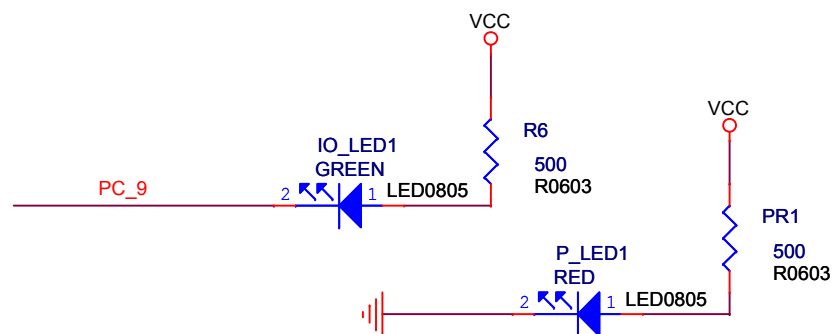 VCC
R6
500
R0603
IO_LED1
GREEN
PC_9
2
1
LED0805
VCC
PR1
500
R0603
P_LED1
RED
2
1
LED0805